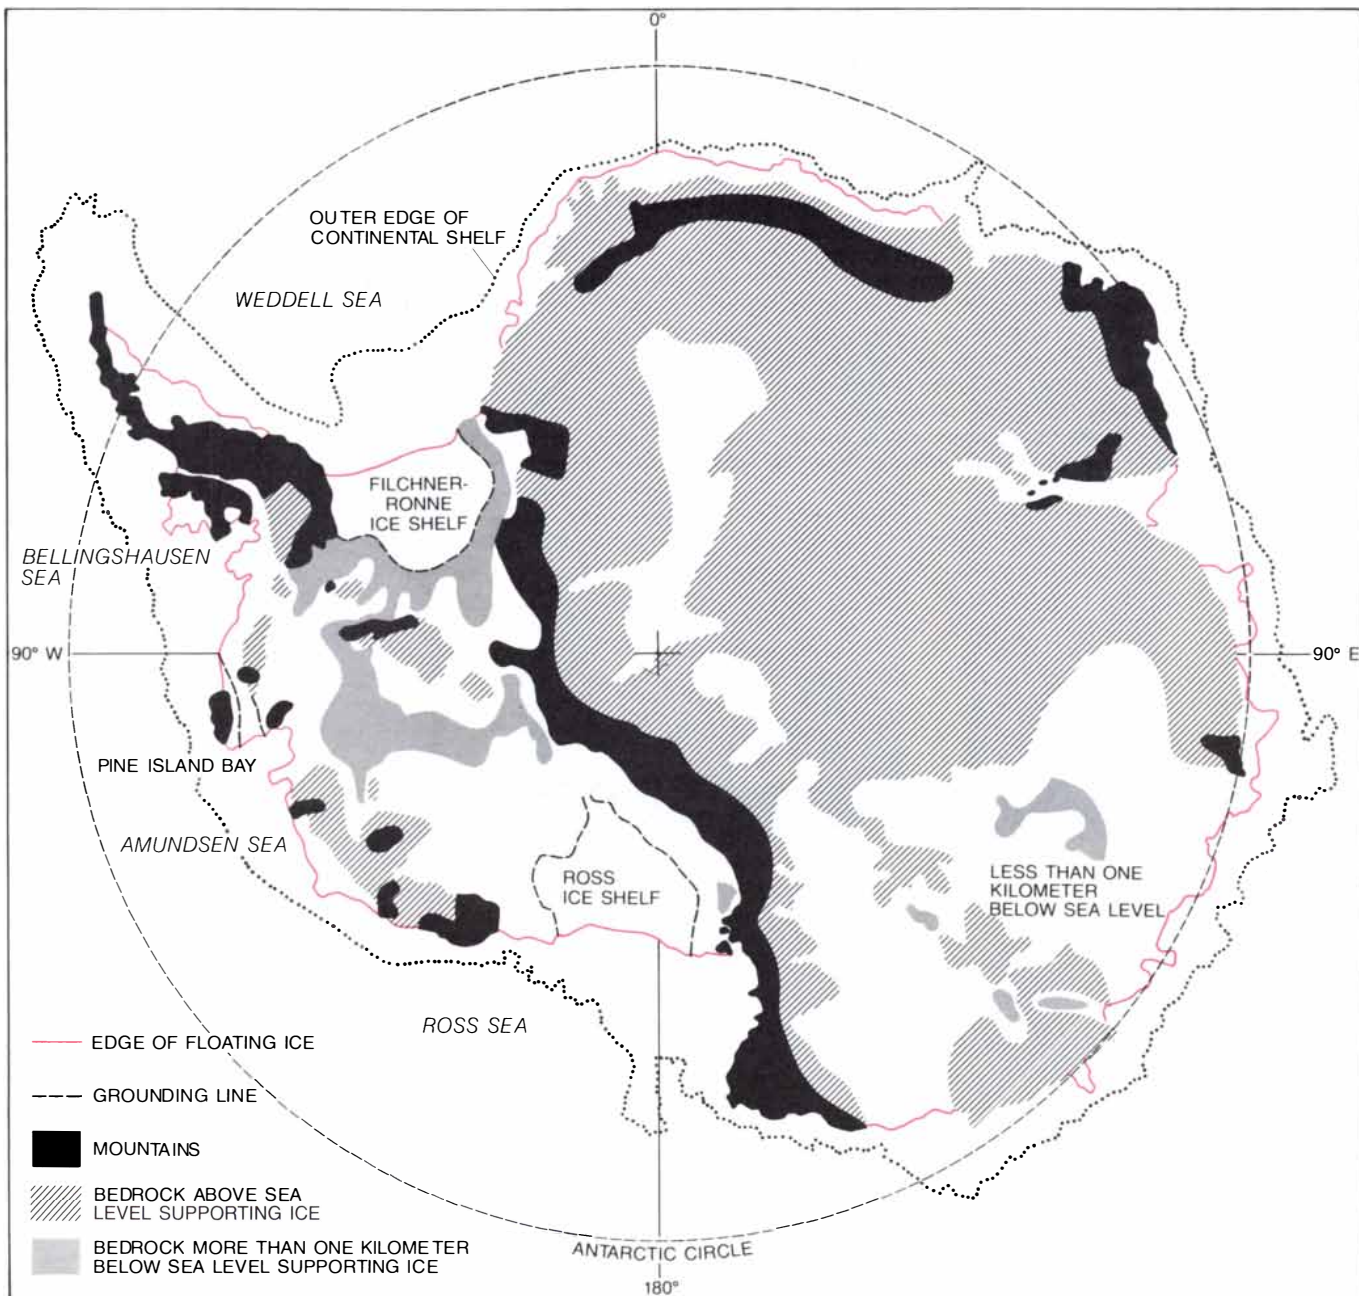 0°
OUTER EDGE OF
CONTINENTAL SHELF
WEDDELL SEA
FILCHNER-
RONNE
ICE SHELF
BELLINGSHAUSEN
SEA
90° W
90° E
PINE ISLAND BAY
AMUNDSEN SEA
ROSS
ICE SHELF
LESS THAN ONE
KILOMETER
BELOW SEA LEVEL
ROSS SEA
EDGE OF FLOATING ICE
GROUNDING LINE
MOUNTAINS
BEDROCK ABOVE SEA
LEVEL SUPPORTING ICE
BEDROCK MORE THAN ONE KILOMETER
BELOW SEA LEVEL SUPPORTING ICE
ANTARCTIC CIRCLE
180°